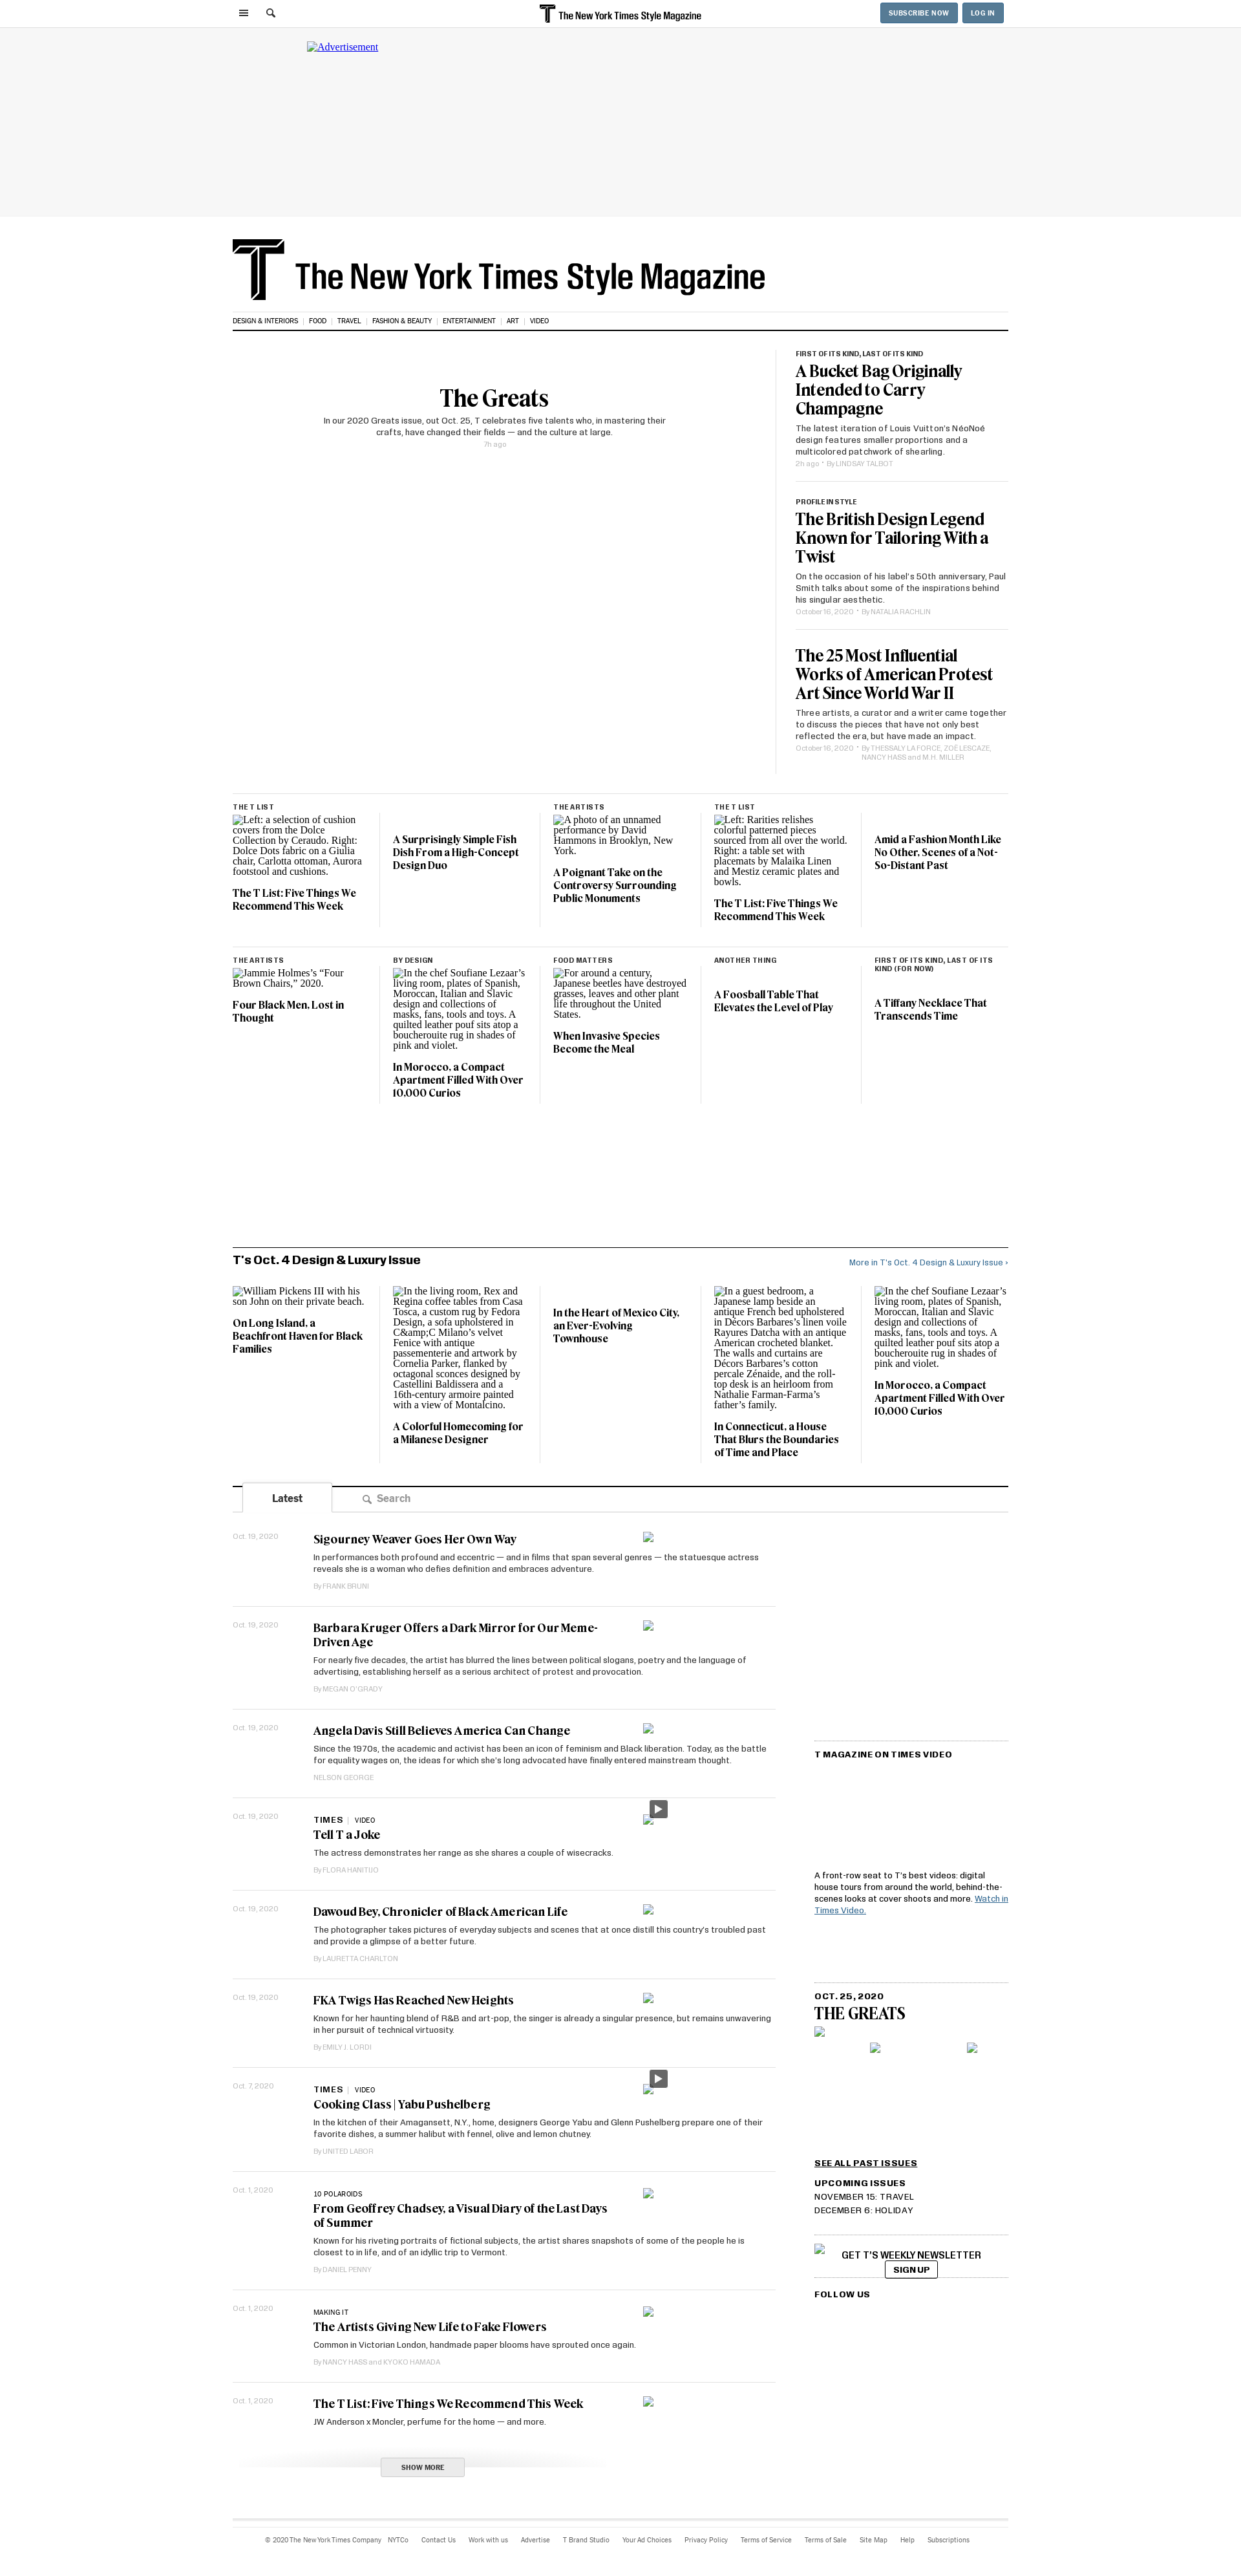 The New York Times Style Magazine
SUBSCRIBE NOW
LOG IN
Advertisement
The New York Times Style Magazine
DESIGN & INTERIORS
FOOD
TRAVEL
FASHION & BEAUTY
ENTERTAINMENT
ART
VIDEO
The Greats
In our 2020 Greats issue, out Oct. 25, T celebrates five talents who, in mastering their
crafts, have changed their fields — and the culture at large.
7h ago
FIRST OF ITS KIND, LAST OF ITS KIND
A Bucket Bag Originally
Intended to Carry
Champagne
The latest iteration of Louis Vuitton's NéoNoé
design features smaller proportions and a
multicolored patchwork of shearling.
2h ago • By LINDSAY TALBOT
PROFILE IN STYLE
The British Design Legend
Known for Tailoring With a
Twist
On the occasion of his label's 50th anniversary, Paul
Smith talks about some of the inspirations behind
his singular aesthetic.
October 16, 2020 • By NATALIA RACHLIN
The 25 Most Influential
Works of American Protest
Art Since World War II
Three artists, a curator and a writer came together
to discuss the pieces that have not only best
reflected the era, but have made an impact.
October 16, 2020 • By THESSALY LA FORCE, ZOË LESCAZE,
NANCY HASS and M.H. MILLER
THE T LIST
Left: a selection of cushion
covers from the Dolce
Collection by Ceraudo. Right:
Dolce Dots fabric on a Giulia
chair, Carlotta ottoman, Aurora
footstool and cushions.
The T List: Five Things We
Recommend This Week
A Surprisingly Simple Fish
Dish From a High-Concept
Design Duo
THE ARTISTS
A photo of an unnamed
performance by David
Hammons in Brooklyn, New
York.
A Poignant Take on the
Controversy Surrounding
Public Monuments
THE T LIST
Left: Rarities relishes
colorful patterned pieces
sourced from all over the world.
Right: a table set with
placemats by Malaika Linen
and Mestiz ceramic plates and
bowls.
The T List: Five Things We
Recommend This Week
Amid a Fashion Month Like
No Other, Scenes of a Not-
So-Distant Past
THE ARTISTS
Jammie Holmes's “Four
Brown Chairs,” 2020.
Four Black Men, Lost in
Thought
BY DESIGN
In the chef Soufiane Lezaar's
living room, plates of Spanish,
Moroccan, Italian and Slavic
design and collections of
masks, fans, tools and toys. A
quilted leather pouf sits atop a
boucherouite rug in shades of
pink and violet.
In Morocco, a Compact
Apartment Filled With Over
10,000 Curios
FOOD MATTERS
For around a century,
Japanese beetles have destroyed
grasses, leaves and other plant
life throughout the United
States.
When Invasive Species
Become the Meal
ANOTHER THING
A Foosball Table That
Elevates the Level of Play
FIRST OF ITS KIND, LAST OF ITS
KIND (FOR NOW)
A Tiffany Necklace That
Transcends Time
T's Oct. 4 Design & Luxury Issue
More in T's Oct. 4 Design & Luxury Issue ›
William Pickens III with his
son John on their private beach.
On Long Island, a
Beachfront Haven for Black
Families
In the living room, Rex and
Regina coffee tables from Casa
Tosca, a custom rug by Fedora
Design, a sofa upholstered in
C&amp;C Milano's velvet
Fenice with antique
passementerie and artwork by
Cornelia Parker, flanked by
octagonal sconces designed by
Castellini Baldissera and a
16th-century armoire painted
with a view of Montalcino.
A Colorful Homecoming for
a Milanese Designer
In the Heart of Mexico City,
an Ever-Evolving
Townhouse
In a guest bedroom, a
Japanese lamp beside an
antique French bed upholstered
in Décors Barbares's linen voile
Rayures Datcha with an antique
American crocheted blanket.
The walls and curtains are
Décors Barbares's cotton
percale Zénaide, and the roll-
top desk is an heirloom from
Nathalie Farman-Farma's
father's family.
In Connecticut, a House
That Blurs the Boundaries
of Time and Place
In the chef Soufiane Lezaar's
living room, plates of Spanish,
Moroccan, Italian and Slavic
design and collections of
masks, fans, tools and toys. A
quilted leather pouf sits atop a
boucherouite rug in shades of
pink and violet.
In Morocco, a Compact
Apartment Filled With Over
10,000 Curios
Latest
Search
Oct. 19, 2020
Sigourney Weaver Goes Her Own Way
In performances both profound and eccentric — and in films that span several genres — the statuesque actress
reveals she is a woman who defies definition and embraces adventure.
By FRANK BRUNI
Oct. 19, 2020
Barbara Kruger Offers a Dark Mirror for Our Meme-
Driven Age
For nearly five decades, the artist has blurred the lines between political slogans, poetry and the language of
advertising, establishing herself as a serious architect of protest and provocation.
By MEGAN O'GRADY
Oct. 19, 2020
Angela Davis Still Believes America Can Change
Since the 1970s, the academic and activist has been an icon of feminism and Black liberation. Today, as the battle
for equality wages on, the ideas for which she's long advocated have finally entered mainstream thought.
NELSON GEORGE
Oct. 19, 2020
TIMES | VIDEO
Tell T a Joke
The actress demonstrates her range as she shares a couple of wisecracks.
By FLORA HANITIJO
Oct. 19, 2020
Dawoud Bey, Chronicler of Black American Life
The photographer takes pictures of everyday subjects and scenes that at once distill this country's troubled past
and provide a glimpse of a better future.
By LAURETTA CHARLTON
Oct. 19, 2020
FKA Twigs Has Reached New Heights
Known for her haunting blend of R&B and art-pop, the singer is already a singular presence, but remains unwavering
in her pursuit of technical virtuosity.
By EMILY J. LORDI
Oct. 7, 2020
TIMES | VIDEO
Cooking Class | Yabu Pushelberg
In the kitchen of their Amagansett, N.Y., home, designers George Yabu and Glenn Pushelberg prepare one of their
favorite dishes, a summer halibut with fennel, olive and lemon chutney.
By UNITED LABOR
Oct. 1, 2020
10 POLAROIDS
From Geoffrey Chadsey, a Visual Diary of the Last Days
of Summer
Known for his riveting portraits of fictional subjects, the artist shares snapshots of some of the people he is
closest to in life, and of an idyllic trip to Vermont.
By DANIEL PENNY
Oct. 1, 2020
MAKING IT
The Artists Giving New Life to Fake Flowers
Common in Victorian London, handmade paper blooms have sprouted once again.
By NANCY HASS and KYOKO HAMADA
Oct. 1, 2020
The T List: Five Things We Recommend This Week
JW Anderson x Moncler, perfume for the home — and more.
SHOW MORE
T MAGAZINE ON TIMES VIDEO
A front-row seat to T's best videos: digital
house tours from around the world, behind-the-
scenes looks at cover shoots and more. Watch in
Times Video.
OCT. 25, 2020
THE GREATS
SEE ALL PAST ISSUES
UPCOMING ISSUES
NOVEMBER 15: TRAVEL
DECEMBER 6: HOLIDAY
GET T'S WEEKLY NEWSLETTER
SIGN UP
FOLLOW US
© 2020 The New York Times Company NYTCo Contact Us Work with us Advertise T Brand Studio Your Ad Choices Privacy Policy Terms of Service Terms of Sale Site Map Help Subscriptions